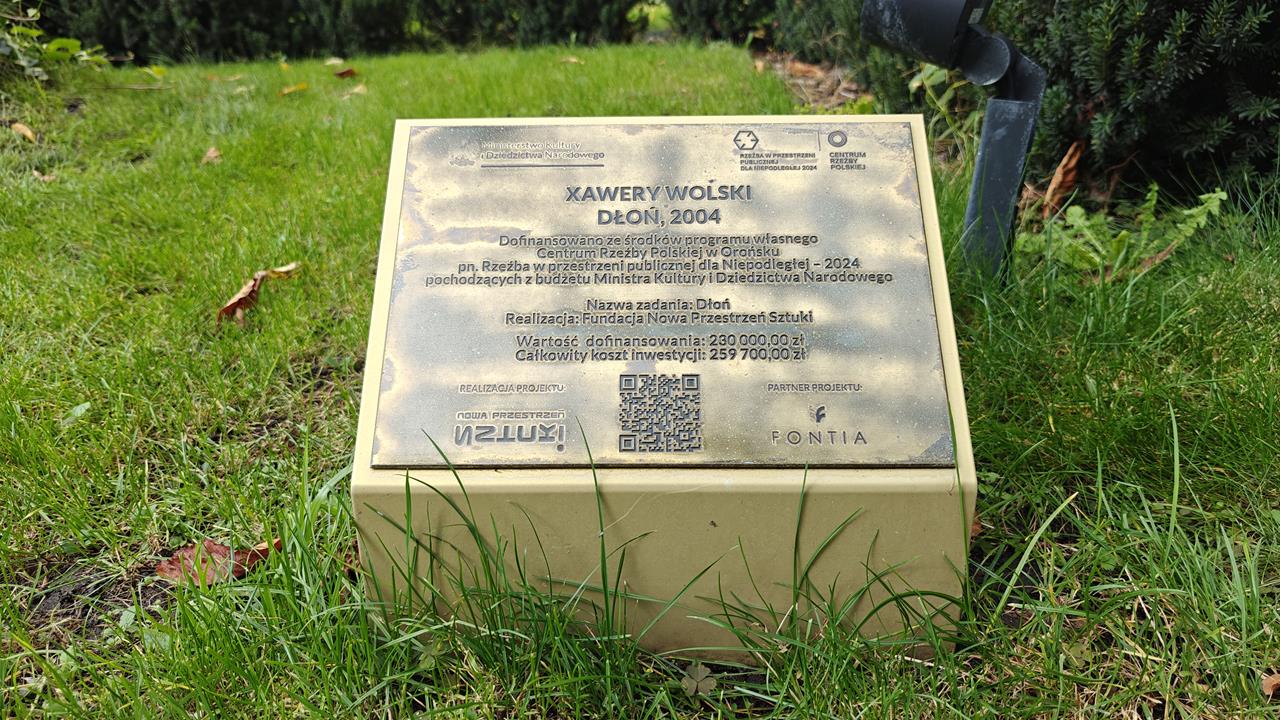 Ministerstwo Kultury
i Dziedzictwa Narodowego
RZEŹBA W PRZESTRZENI
PUBLICZNEJ
DLA NIEPODLEGŁEJ 2024
CENTRUM
RZEŹBY
POLSKIEJ
XAWERY WOLSKI
DŁOŃ, 2004
Dofinansowano ze środków programu własnego
Centrum Rzeźby Polskiej w Orońsku
pn. Rzeźba w przestrzeni publicznej dla Niepodległej – 2024
pochodzących z budżetu Ministra Kultury i Dziedzictwa Narodowego
Nazwa zadania: Dłoń
Realizacja: Fundacja Nowa Przestrzeń Sztuki
Wartość dofinansowania: 230 000,00 zł
Całkowity koszt inwestycji: 259 700,00 zł
REALIZACJA PROJEKTU:
NOWA PRZESTRZEŃ
SZTUKI
PARTNER PROJEKTU:
FONTIA